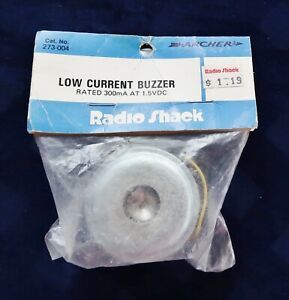 Cat. No.
273-004
ARCHER
LOW CURRENT BUZZER
RATED 300mA AT 1.5VDC
Radio Shack
Radio Shack
$ 1.19